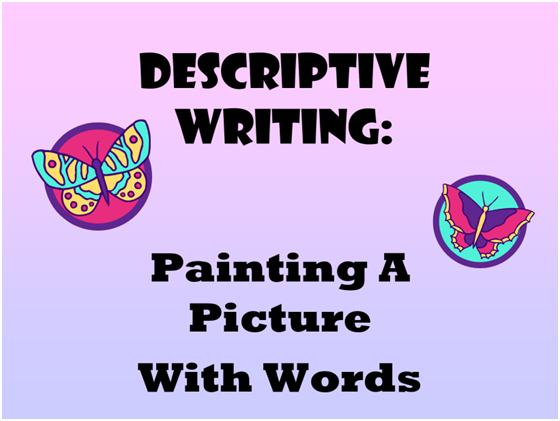 DESCRIPTIVE
WRITING:
Painting A
Picture
With Words